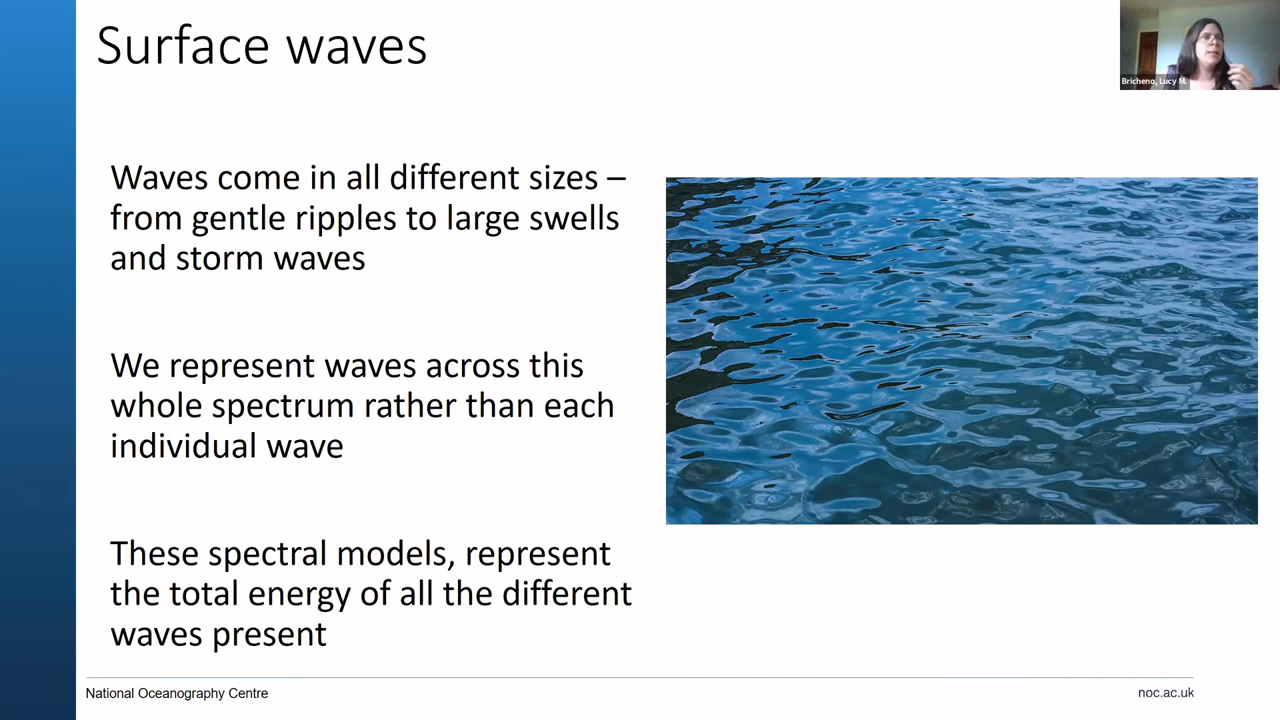 Surface waves
Bricheno, Lucy M.
Waves come in all different sizes –
from gentle ripples to large swells
and storm waves
We represent waves across this
whole spectrum rather than each
individual wave
These spectral models, represent
the total energy of all the different
waves present
National Oceanography Centre
noc.ac.uk